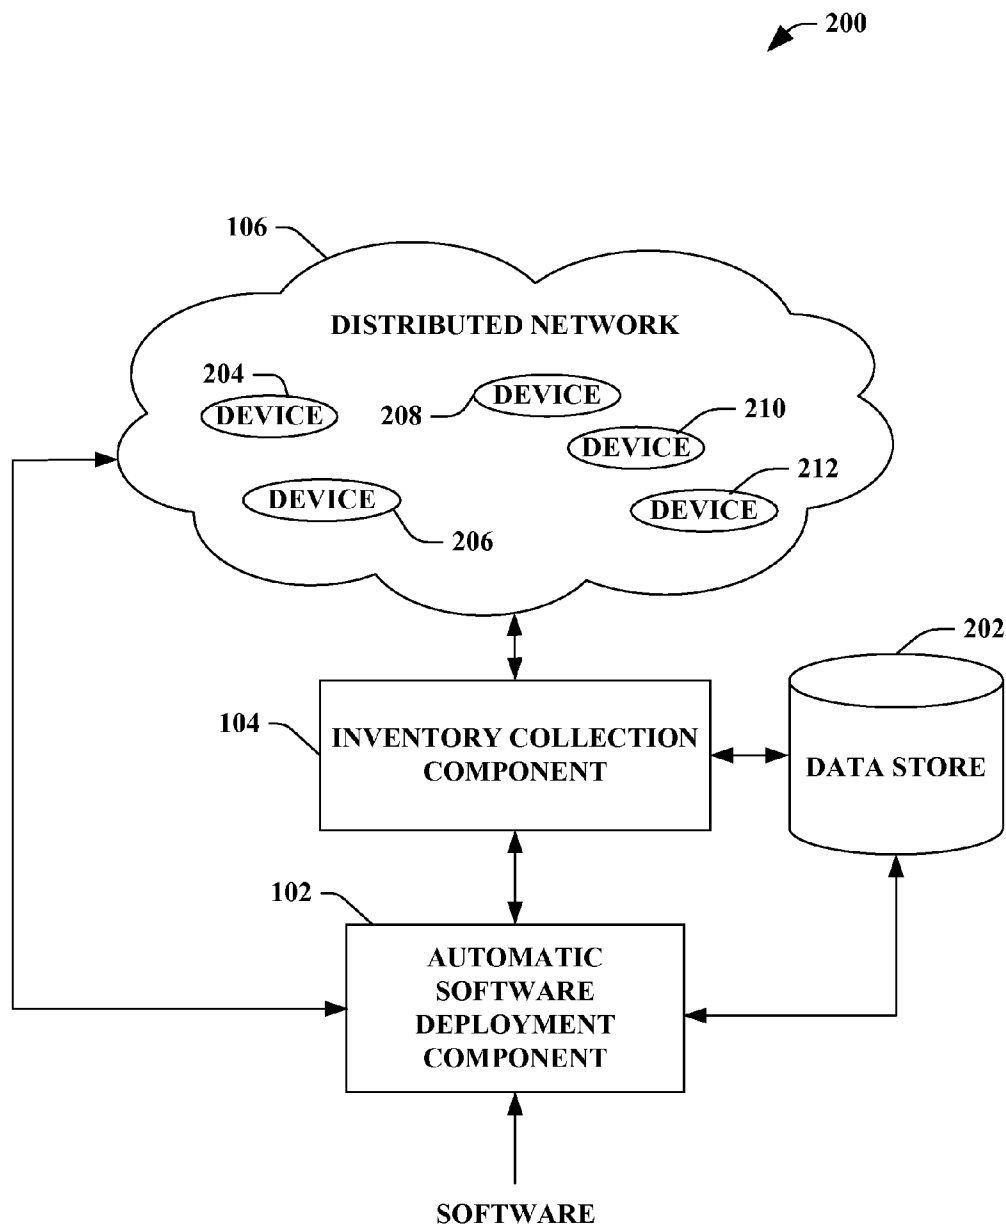 200
106
DISTRIBUTED NETWORK
204
DEVICE
208
DEVICE
210
DEVICE
212
DEVICE
DEVICE
206
202
104
INVENTORY COLLECTION
COMPONENT
DATA STORE
102
AUTOMATIC
SOFTWARE
DEPLOYMENT
COMPONENT
SOFTWARE